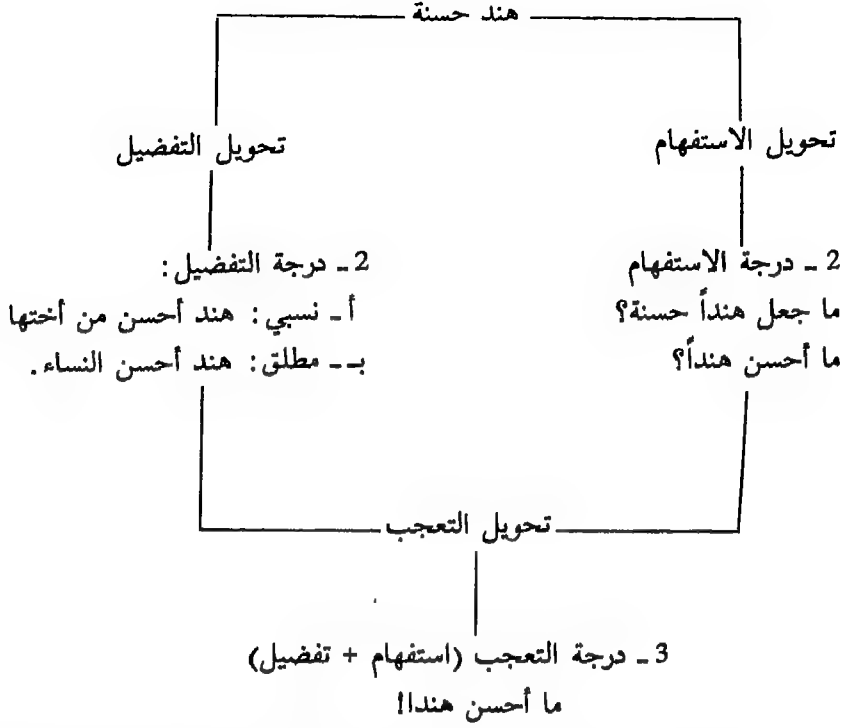 هند حسنة
تحويل الاستفهام
تحويل التفضيل
2 ـ درجة الاستفهام
ما جعل هنداً حسنة؟
ما أحسن هنداً؟
2 ـ درجة التفضيل:
أ ـ نسبي: هند أحسن من أختها
بـ ـ مطلق: هند أحسن النساء.
تحويل التعجب
3 ـ درجة التعجب (استفهام + تفضيل)
ما أحسن هندا!